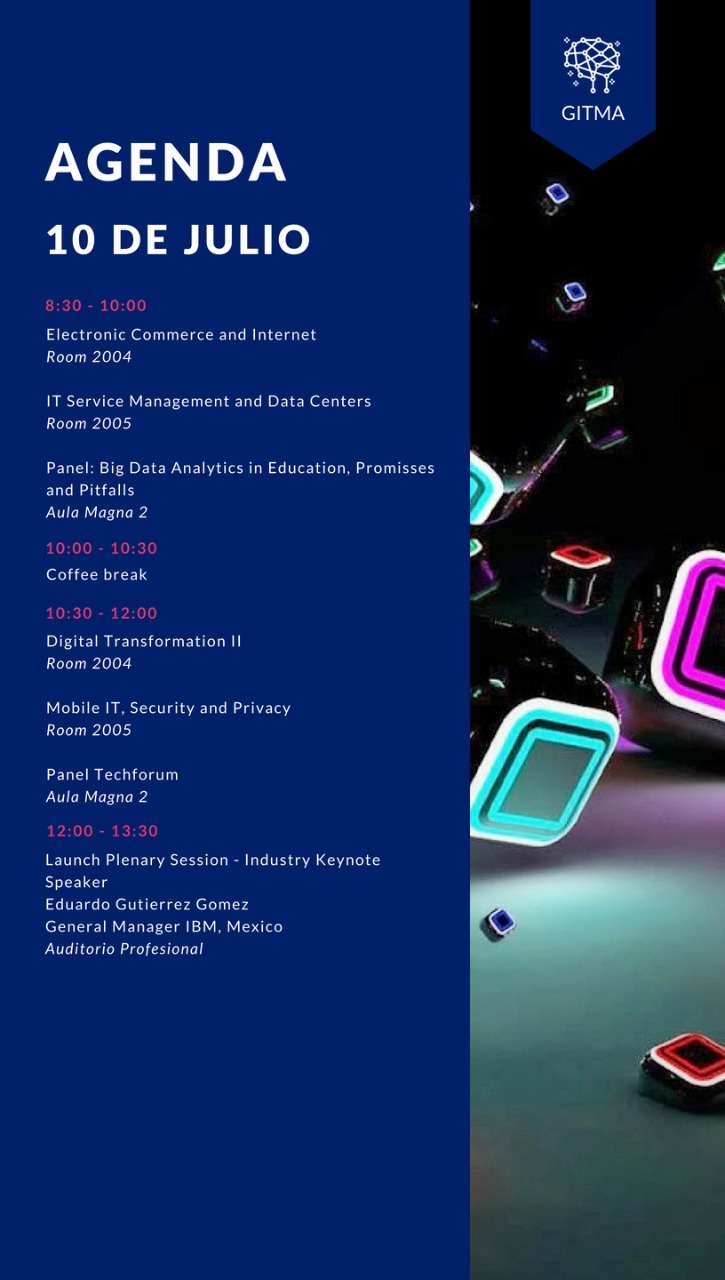 GITMA
AGENDA
10 DE JULIO
8:30 - 10:00
Electronic Commerce and Internet
Room 2004
IT Service Management and Data Centers
Room 2005
Panel: Big Data Analytics in Education, Promisses
and Pitfalls
Aula Magna 2
10:00 - 10:30
Coffee break
10:30 - 12:00
Digital Transformation II
Room 2004
Mobile IT, Security and Privacy
Room 2005
Panel Techforum
Aula Magna 2
12:00 - 13:30
Launch Plenary Session - Industry Keynote
Speaker
Eduardo Gutierrez Gomez
General Manager IBM, Mexico
Auditorio Profesional